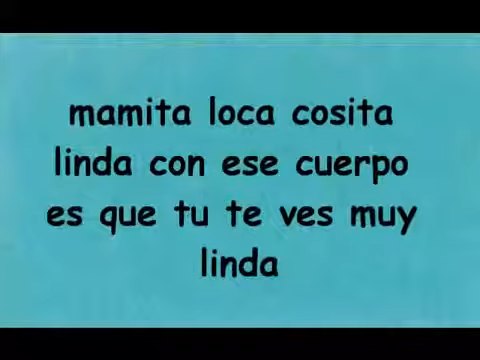 mamita loca cosita
linda con ese cuerpo
es que tu te ves muy
linda